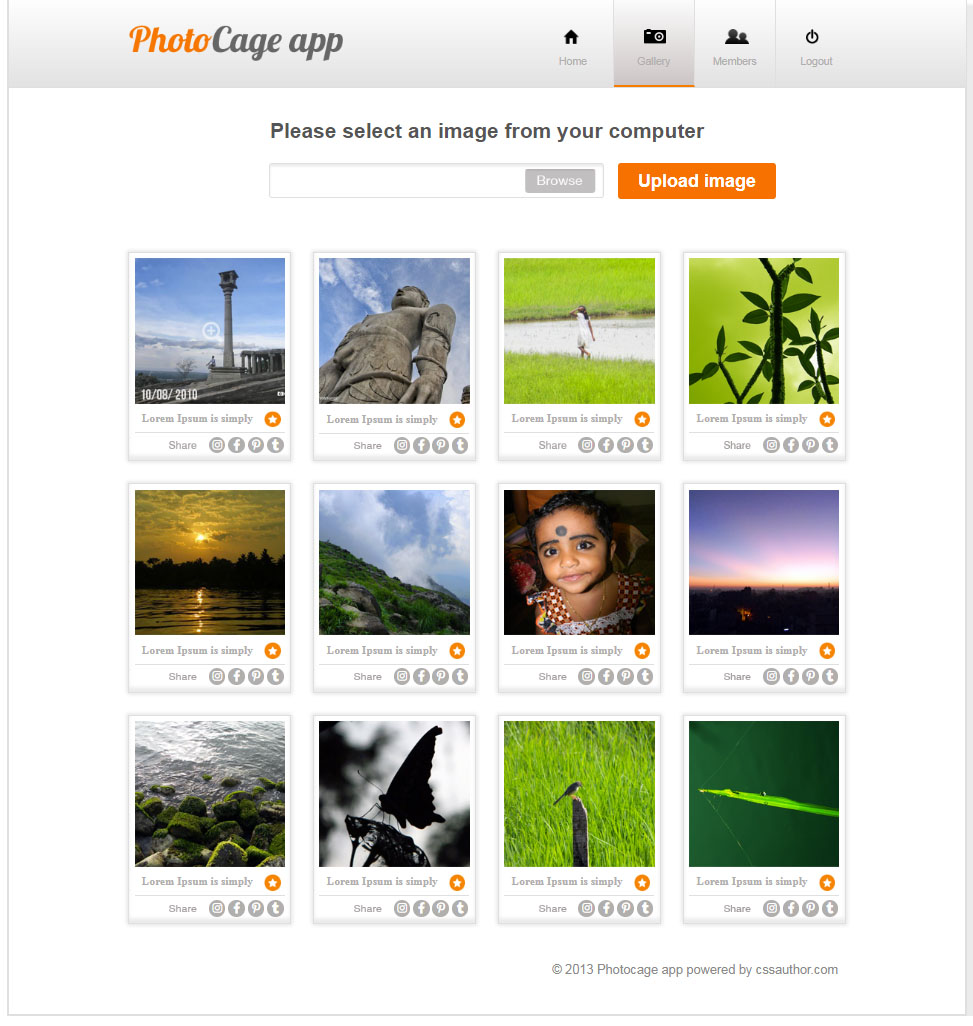 PhotoCage app
Home
Gallery
Members
Logout
Please select an image from your computer
Browse
Upload image
10/08/ 2010
Lorem Ipsum is simply
Lorem Ipsum is simply
Lorem Ipsum is simply
Lorem Ipsum is simply
Share
Share
Share
Share
Lorem Ipsum is simply
Lorem Ipsum is simply
Lorem Ipsum is simply
Lorem Ipsum is simply
Share
Share
Share
Share
Lorem Ipsum is simply
Lorem Ipsum is simply
Lorem Ipsum is simply
Lorem Ipsum is simply
Share
Share
Share
Share
© 2013 Photocage app powered by cssauthor.com